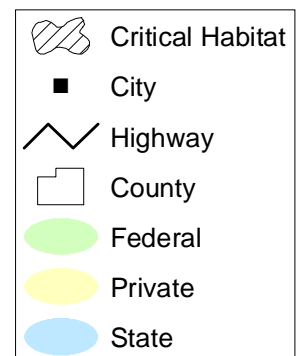 Critical Habitat
City
Highway
County
Federal
Private
State